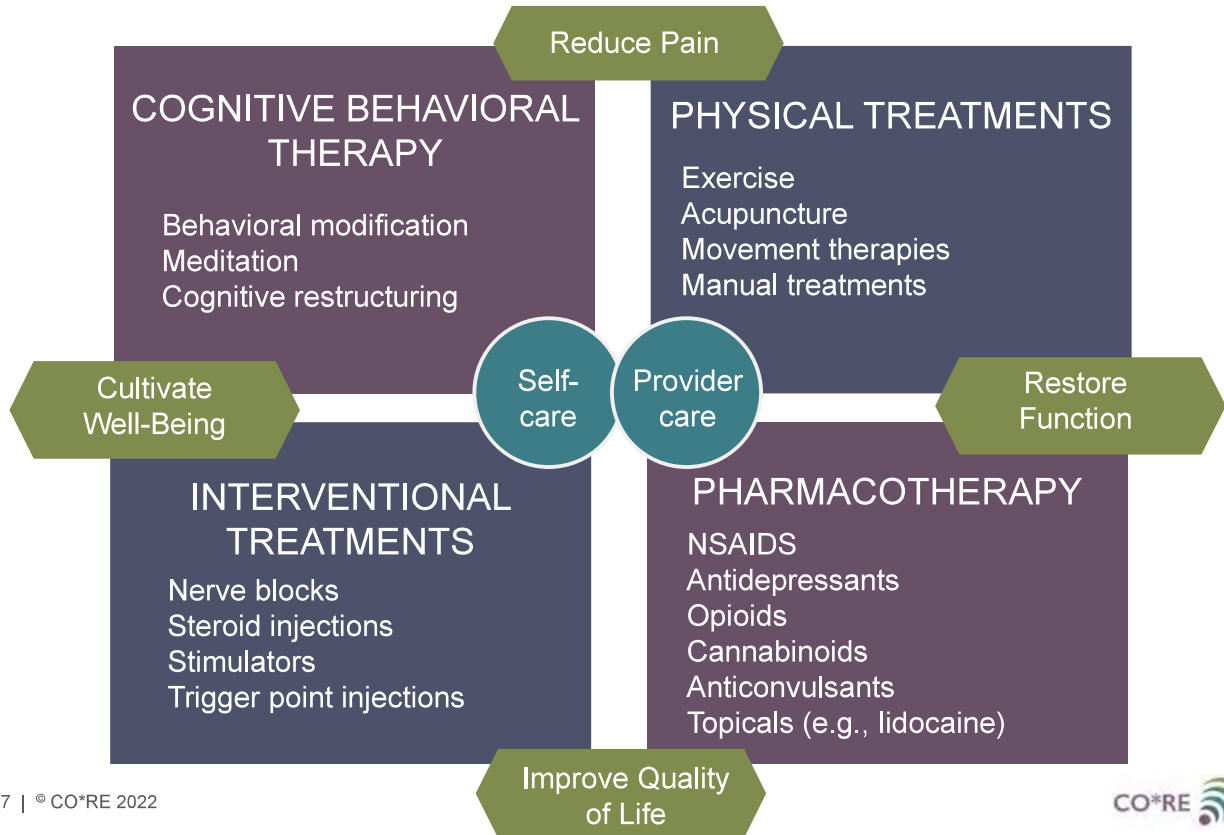 Reduce Pain
COGNITIVE BEHAVIORAL
THERAPY
Behavioral modification
Meditation
Cognitive restructuring
PHYSICAL TREATMENTS
Exercise
Acupuncture
Movement therapies
Manual treatments
Cultivate
Well-Being
Self-
care
Provider
care
Restore
Function
INTERVENTIONAL
TREATMENTS
Nerve blocks
Steroid injections
Stimulators
Trigger point injections
PHARMACOTHERAPY
NSAIDS
Antidepressants
Opioids
Cannabinoids
Anticonvulsants
Topicals (e.g., lidocaine)
Improve Quality
of Life
7 | © CO*RE 2022
CO*RE